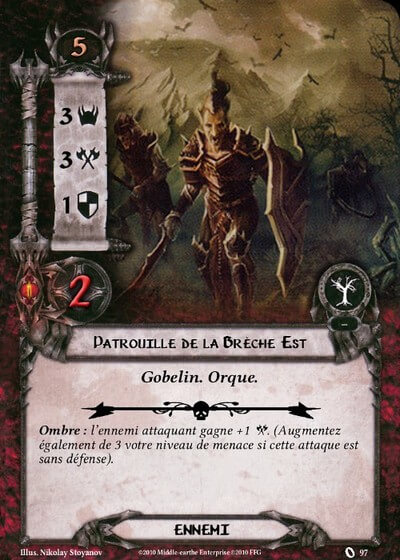 5
3
3
1
2
Patrouille de la Brèche Est
Gobelin. Orque.
Ombre : l'ennemi attaquant gagne +1 . (Augmentez
également de 3 votre niveau de menace si cette attaque est
sans défense).
ENNEMI
Illus. Nikolay Stoyanov ©2010 Middle-earthe Enterprise ©2010 FFG 97